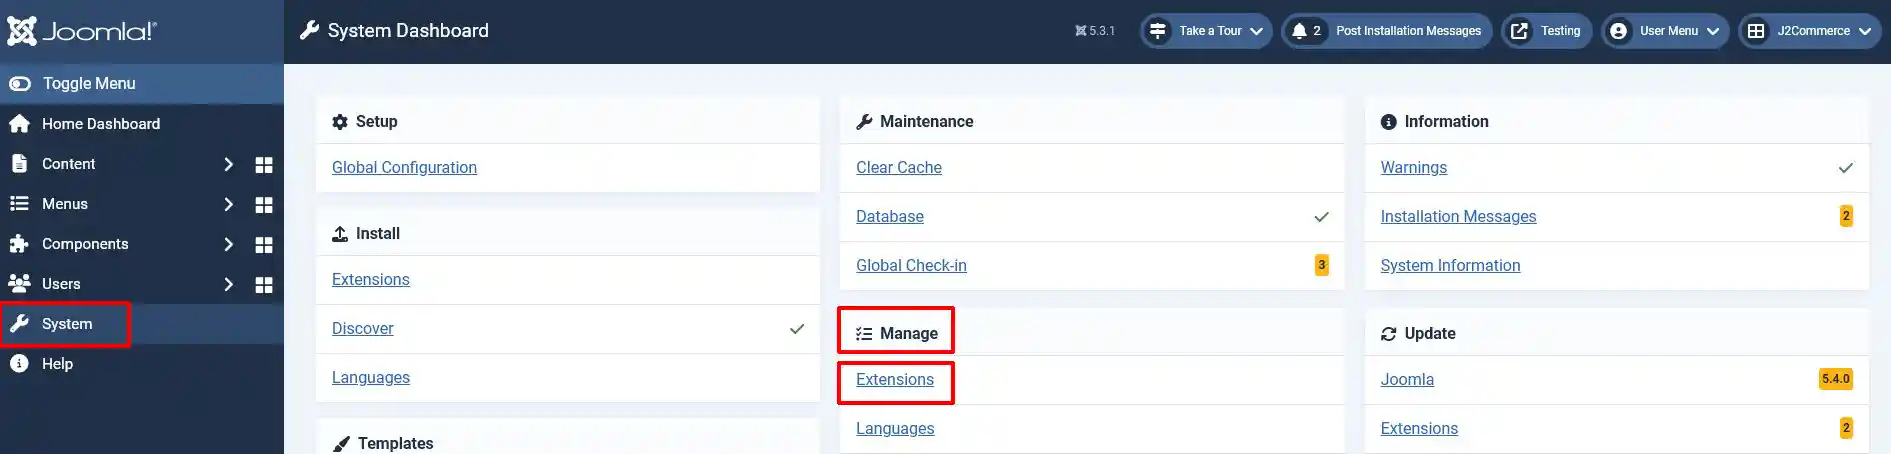 Joomla!
System Dashboard
5.3.1
Take a Tour
2
Post Installation Messages
Testing
User Menu
J2Commerce
Toggle Menu
Home Dashboard
Content
Menus
Components
Users
System
Help
Setup
Global Configuration
Install
Extensions
Discover
Languages
Templates
Maintenance
Clear Cache
Database
Global Check-in
3
Manage
Extensions
Languages
Information
Warnings
Installation Messages
2
System Information
Update
Joomla
5.4.0
Extensions
2